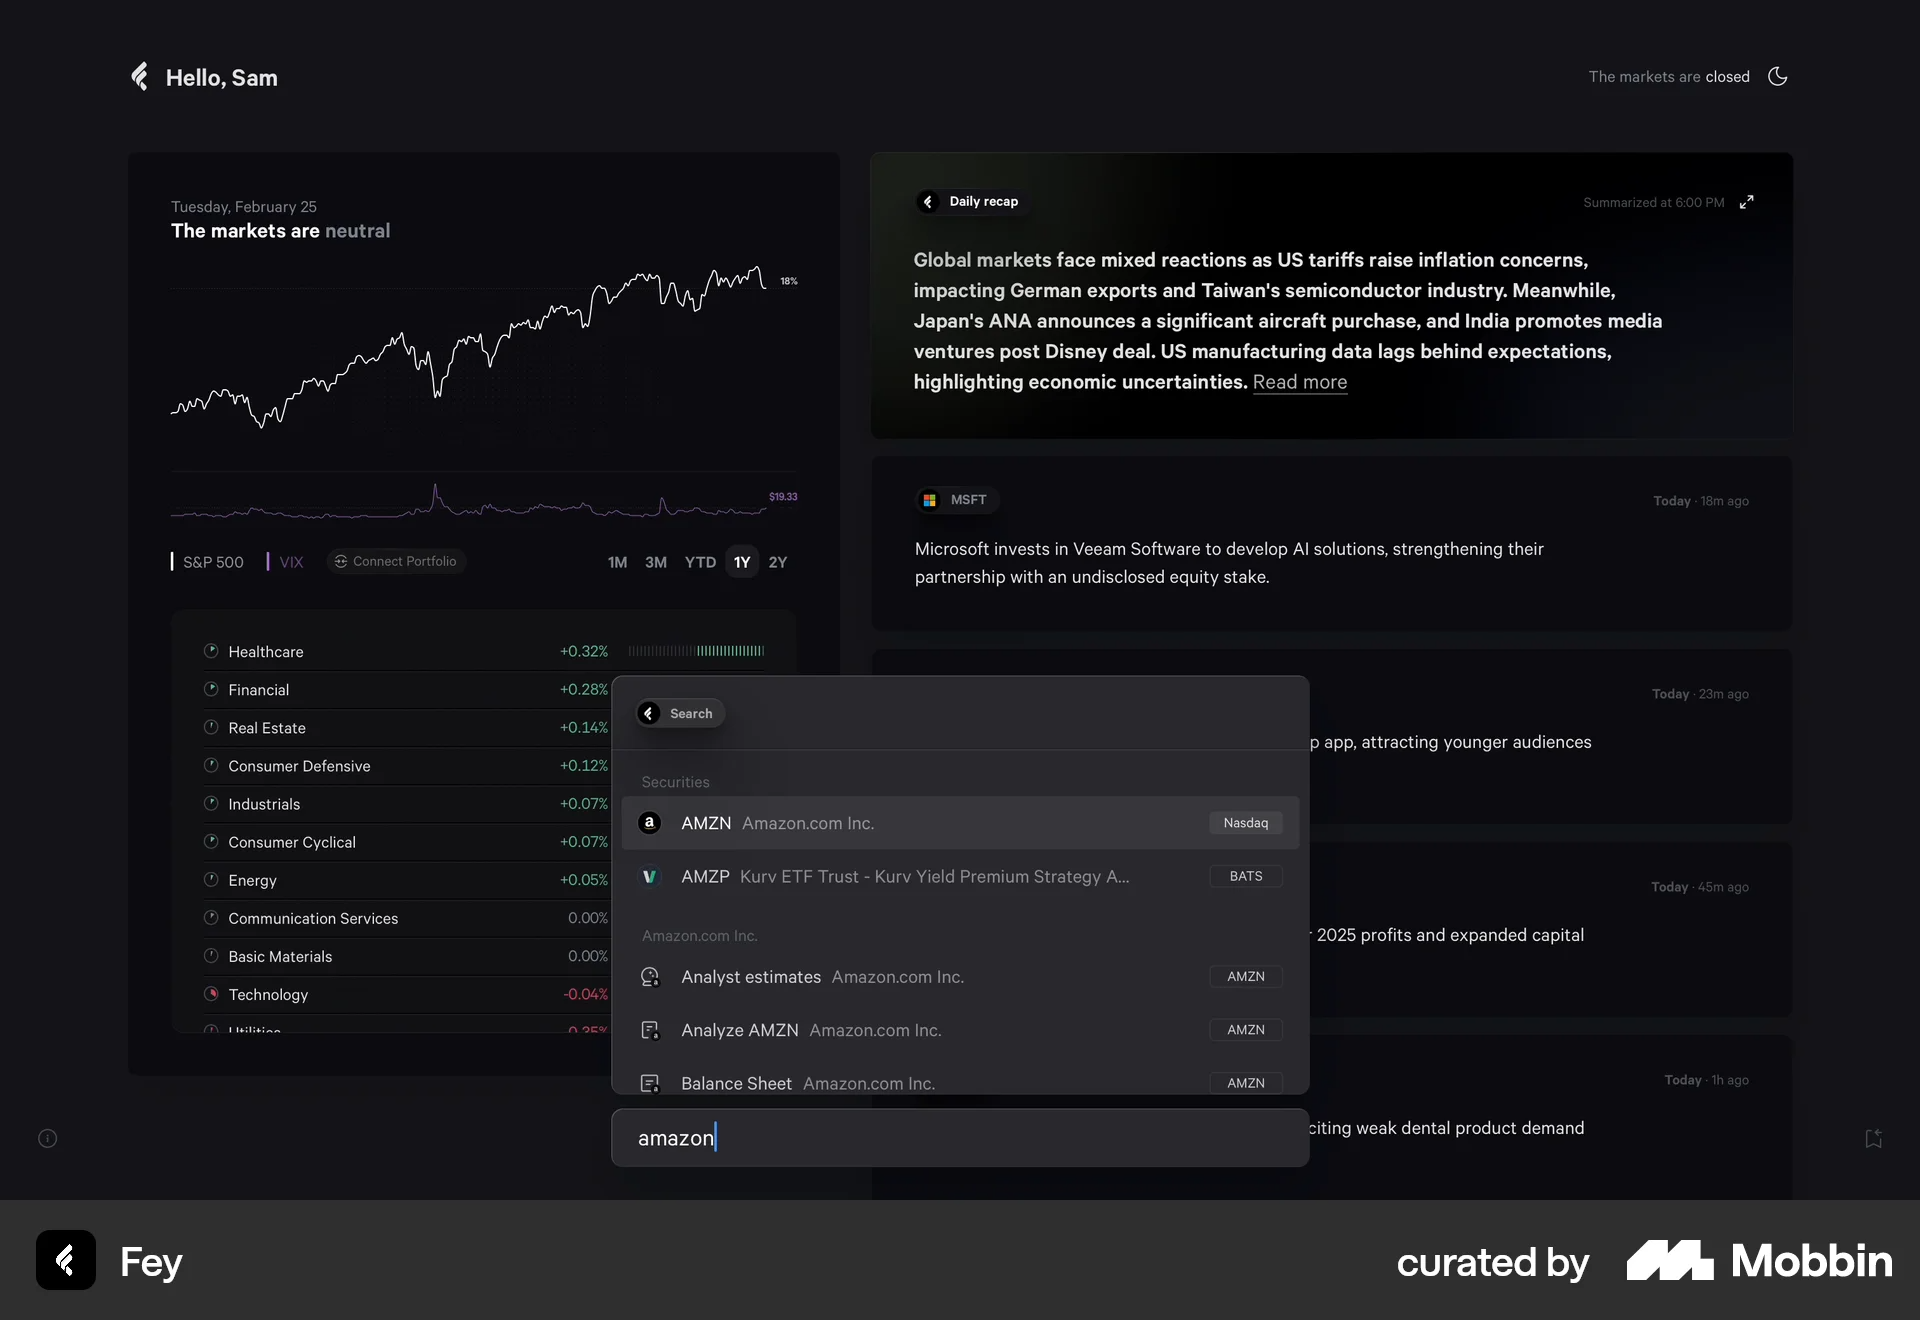 Hello, Sam
The markets are closed
Tuesday, February 25
The markets are neutral
18%
$19.33
S&P 500
VIX
Connect Portfolio
1M 3M YTD 1Y 2Y
Healthcare +0.32%
Financial +0.28%
Real Estate +0.14%
Consumer Defensive +0.12%
Industrials +0.07%
Consumer Cyclical +0.07%
Energy +0.05%
Communication Services 0.00%
Basic Materials 0.00%
Technology -0.04%
Utilities
Daily recap
Summarized at 6:00 PM
Global markets face mixed reactions as US tariffs raise inflation concerns,
impacting German exports and Taiwan's semiconductor industry. Meanwhile,
Japan's ANA announces a significant aircraft purchase, and India promotes media
ventures post Disney deal. US manufacturing data lags behind expectations,
highlighting economic uncertainties. Read more
MSFT
Today · 18m ago
Microsoft invests in Veeam Software to develop AI solutions, strengthening their
partnership with an undisclosed equity stake.
Today · 23m ago
p app, attracting younger audiences
Today · 45m ago
2025 profits and expanded capital
Today · 1h ago
citing weak dental product demand
Search
Securities
AMZN Amazon.com Inc. Nasdaq
AMZP Kurv ETF Trust - Kurv Yield Premium Strategy A... BATS
Amazon.com Inc.
Analyst estimates Amazon.com Inc. AMZN
Analyze AMZN Amazon.com Inc. AMZN
Balance Sheet Amazon.com Inc. AMZN
amazon
Fey
curated by Mobbin